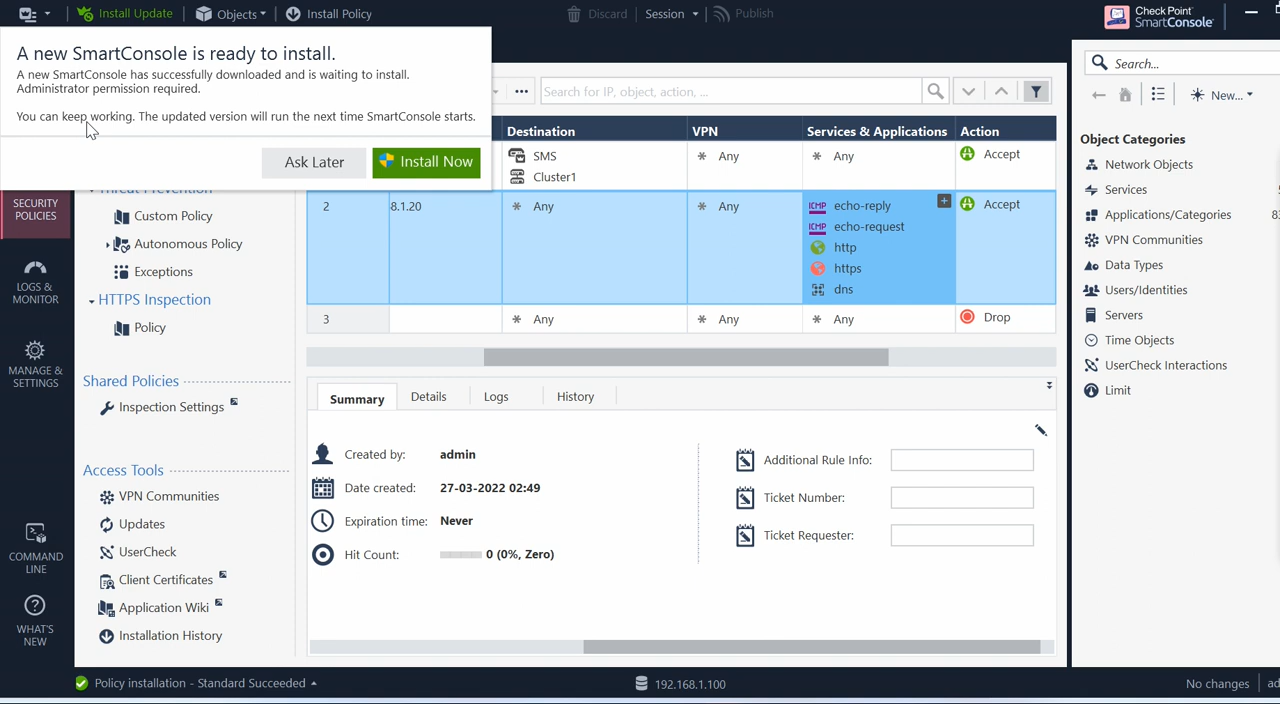 Install Update
Objects
Install Policy
Discard
Session
Publish
Check Point
SmartConsole
A new SmartConsole is ready to install.
A new SmartConsole has successfully downloaded and is waiting to install.
Administrator permission required.
You can keep working. The updated version will run the next time SmartConsole starts.
Ask Later
Install Now
Search for IP, object, action, ...
Search...
New...
Destination VPN Services & Applications Action
SMS
Cluster1
Any
Any
Accept
2
8.1.20
Any
Any
ICMP echo-reply
ICMP echo-request
http
https
dns
Accept
3
Any
Any
Any
Drop
SECURITY
POLICIES
LOGS &
MONITOR
MANAGE &
SETTINGS
COMMAND
LINE
WHAT'S
NEW
Threat Prevention
Custom Policy
Autonomous Policy
Exceptions
HTTPS Inspection
Policy
Shared Policies
Inspection Settings
Access Tools
VPN Communities
Updates
UserCheck
Client Certificates
Application Wiki
Installation History
Summary
Details
Logs
History
Created by: admin
Date created: 27-03-2022 02:49
Expiration time: Never
Hit Count: 0 (0%, Zero)
Additional Rule Info:
Ticket Number:
Ticket Requester:
Object Categories
Network Objects
Services
Applications/Categories
VPN Communities
Data Types
Users/Identities
Servers
Time Objects
UserCheck Interactions
Limit
Policy installation - Standard Succeeded
192.168.1.100
No changes